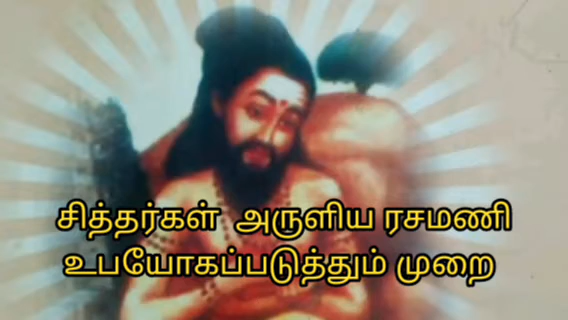 சித்தர்கள் அருளிய ரசமணி
உபயோகப்படுத்தும் முறை